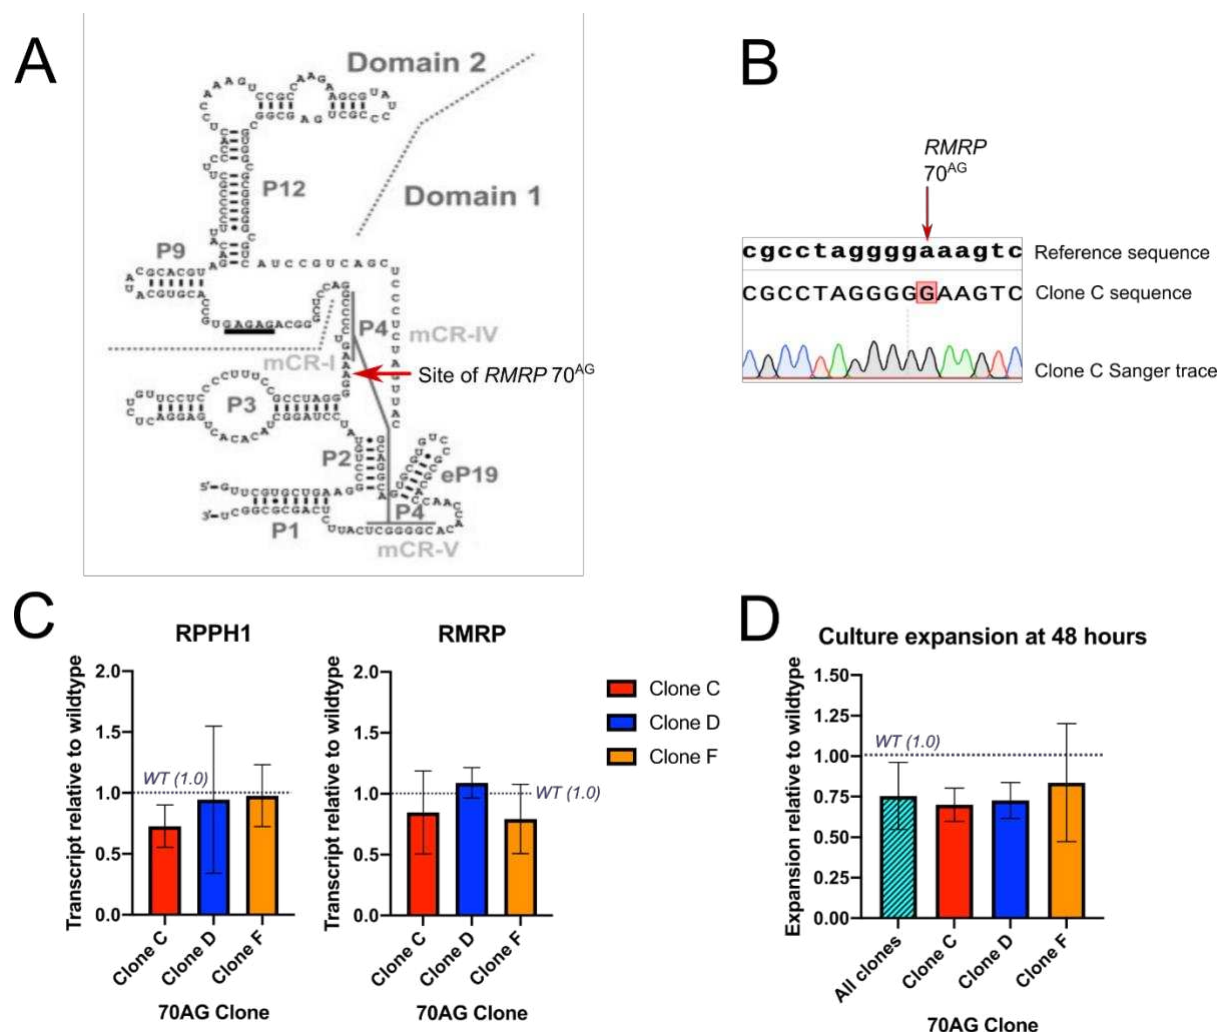 A
Domain 2
Domain 1
P12
P9
P4
mCR-IV
mCR-I
Site of RMRP 70AG
P3
P2
eP19
P4
5'-
3'-
P1
mCR-V
B
RMRP
70AG
cgcctaggggaaagtc
Reference sequence
CGCCTAGGGGGAAGTC
Clone C sequence
Clone C Sanger trace
C
RPPH1
Transcript relative to wildtype
2.0
1.5
1.0
0.5
0.0
WT (1.0)
Clone C
Clone D
Clone F
70AG Clone
RMRP
Transcript relative to wildtype
2.0
1.5
1.0
0.5
0.0
WT (1.0)
Clone C
Clone D
Clone F
Clone C
Clone D
Clone F
D
Culture expansion at 48 hours
Expansion relative to wildtype
1.50
1.25
1.00
0.75
0.50
0.25
0.00
WT (1.0)
All clones
Clone C
Clone D
Clone F
70AG Clone